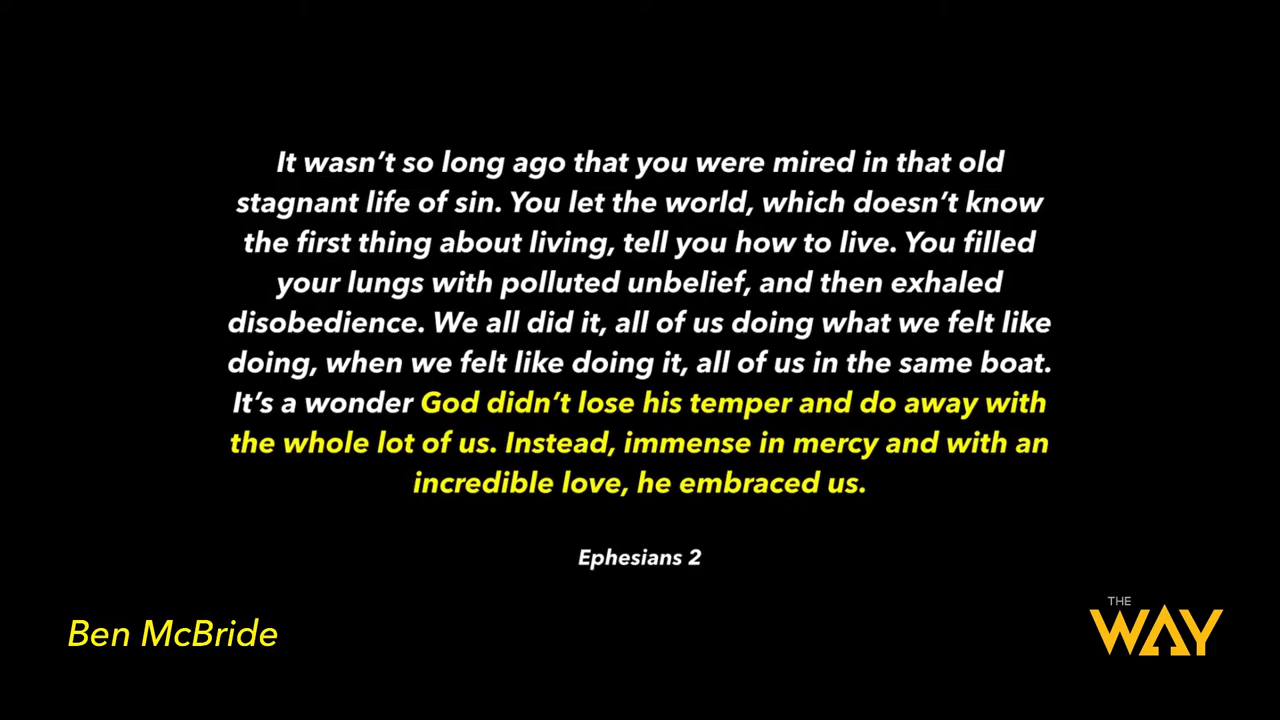 It wasn’t so long ago that you were mired in that old
stagnant life of sin. You let the world, which doesn’t know
the first thing about living, tell you how to live. You filled
your lungs with polluted unbelief, and then exhaled
disobedience. We all did it, all of us doing what we felt like
doing, when we felt like doing it, all of us in the same boat.
It’s a wonder God didn’t lose his temper and do away with
the whole lot of us. Instead, immense in mercy and with an
incredible love, he embraced us.
Ephesians 2
Ben McBride
THE
WAY